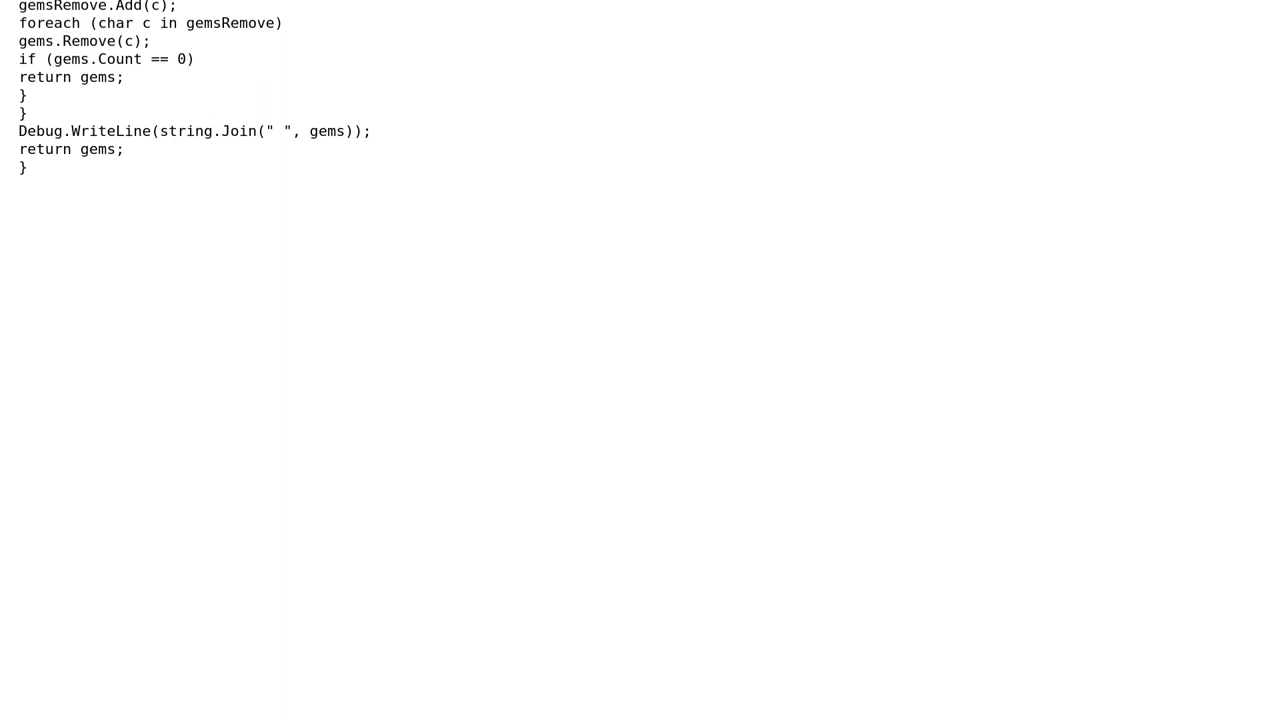 gemsRemove.Add(c);
foreach (char c in gemsRemove)
gems.Remove(c);
if (gems.Count == 0)
return gems;
}
}
Debug.WriteLine(string.Join(" ", gems));
return gems;
}